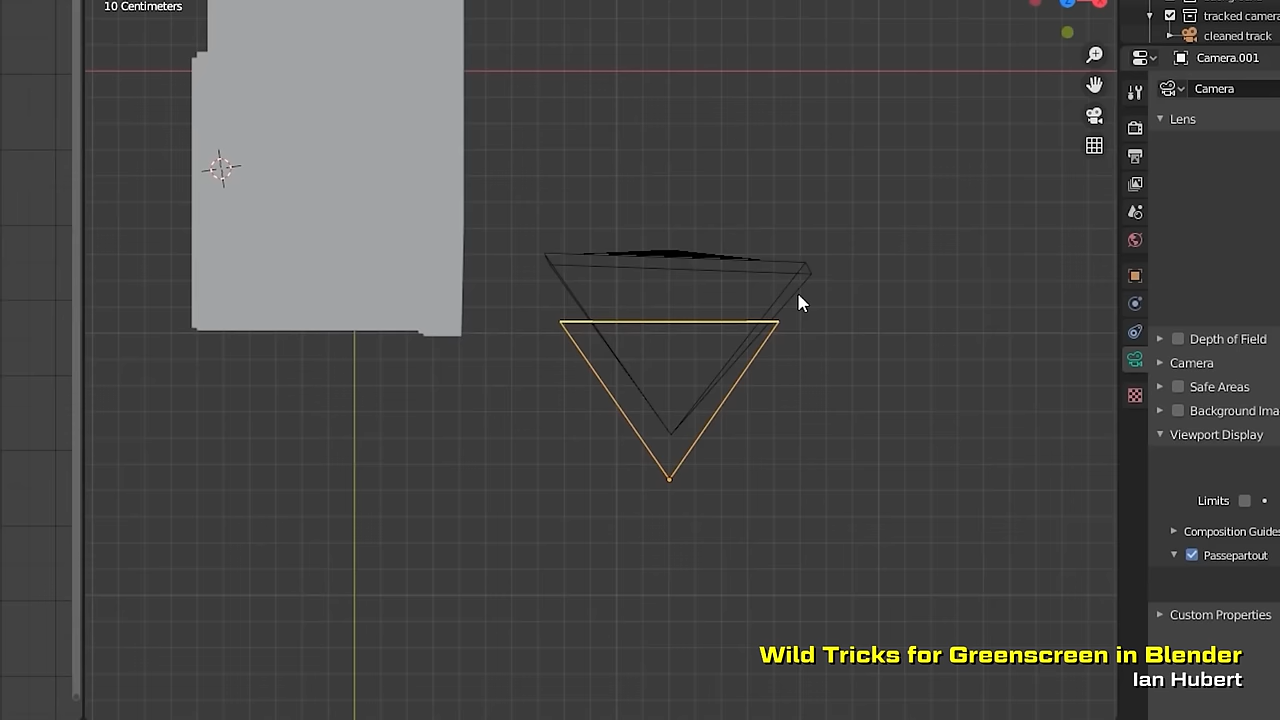 10 Centimeters
tracked camera
cleaned track
Camera.001
Camera
Lens
Depth of Field
Camera
Safe Areas
Background Ima
Viewport Display
Limits
Composition Guides
Passepartout
Custom Properties
Wild Tricks for Greenscreen in Blender
Ian Hubert